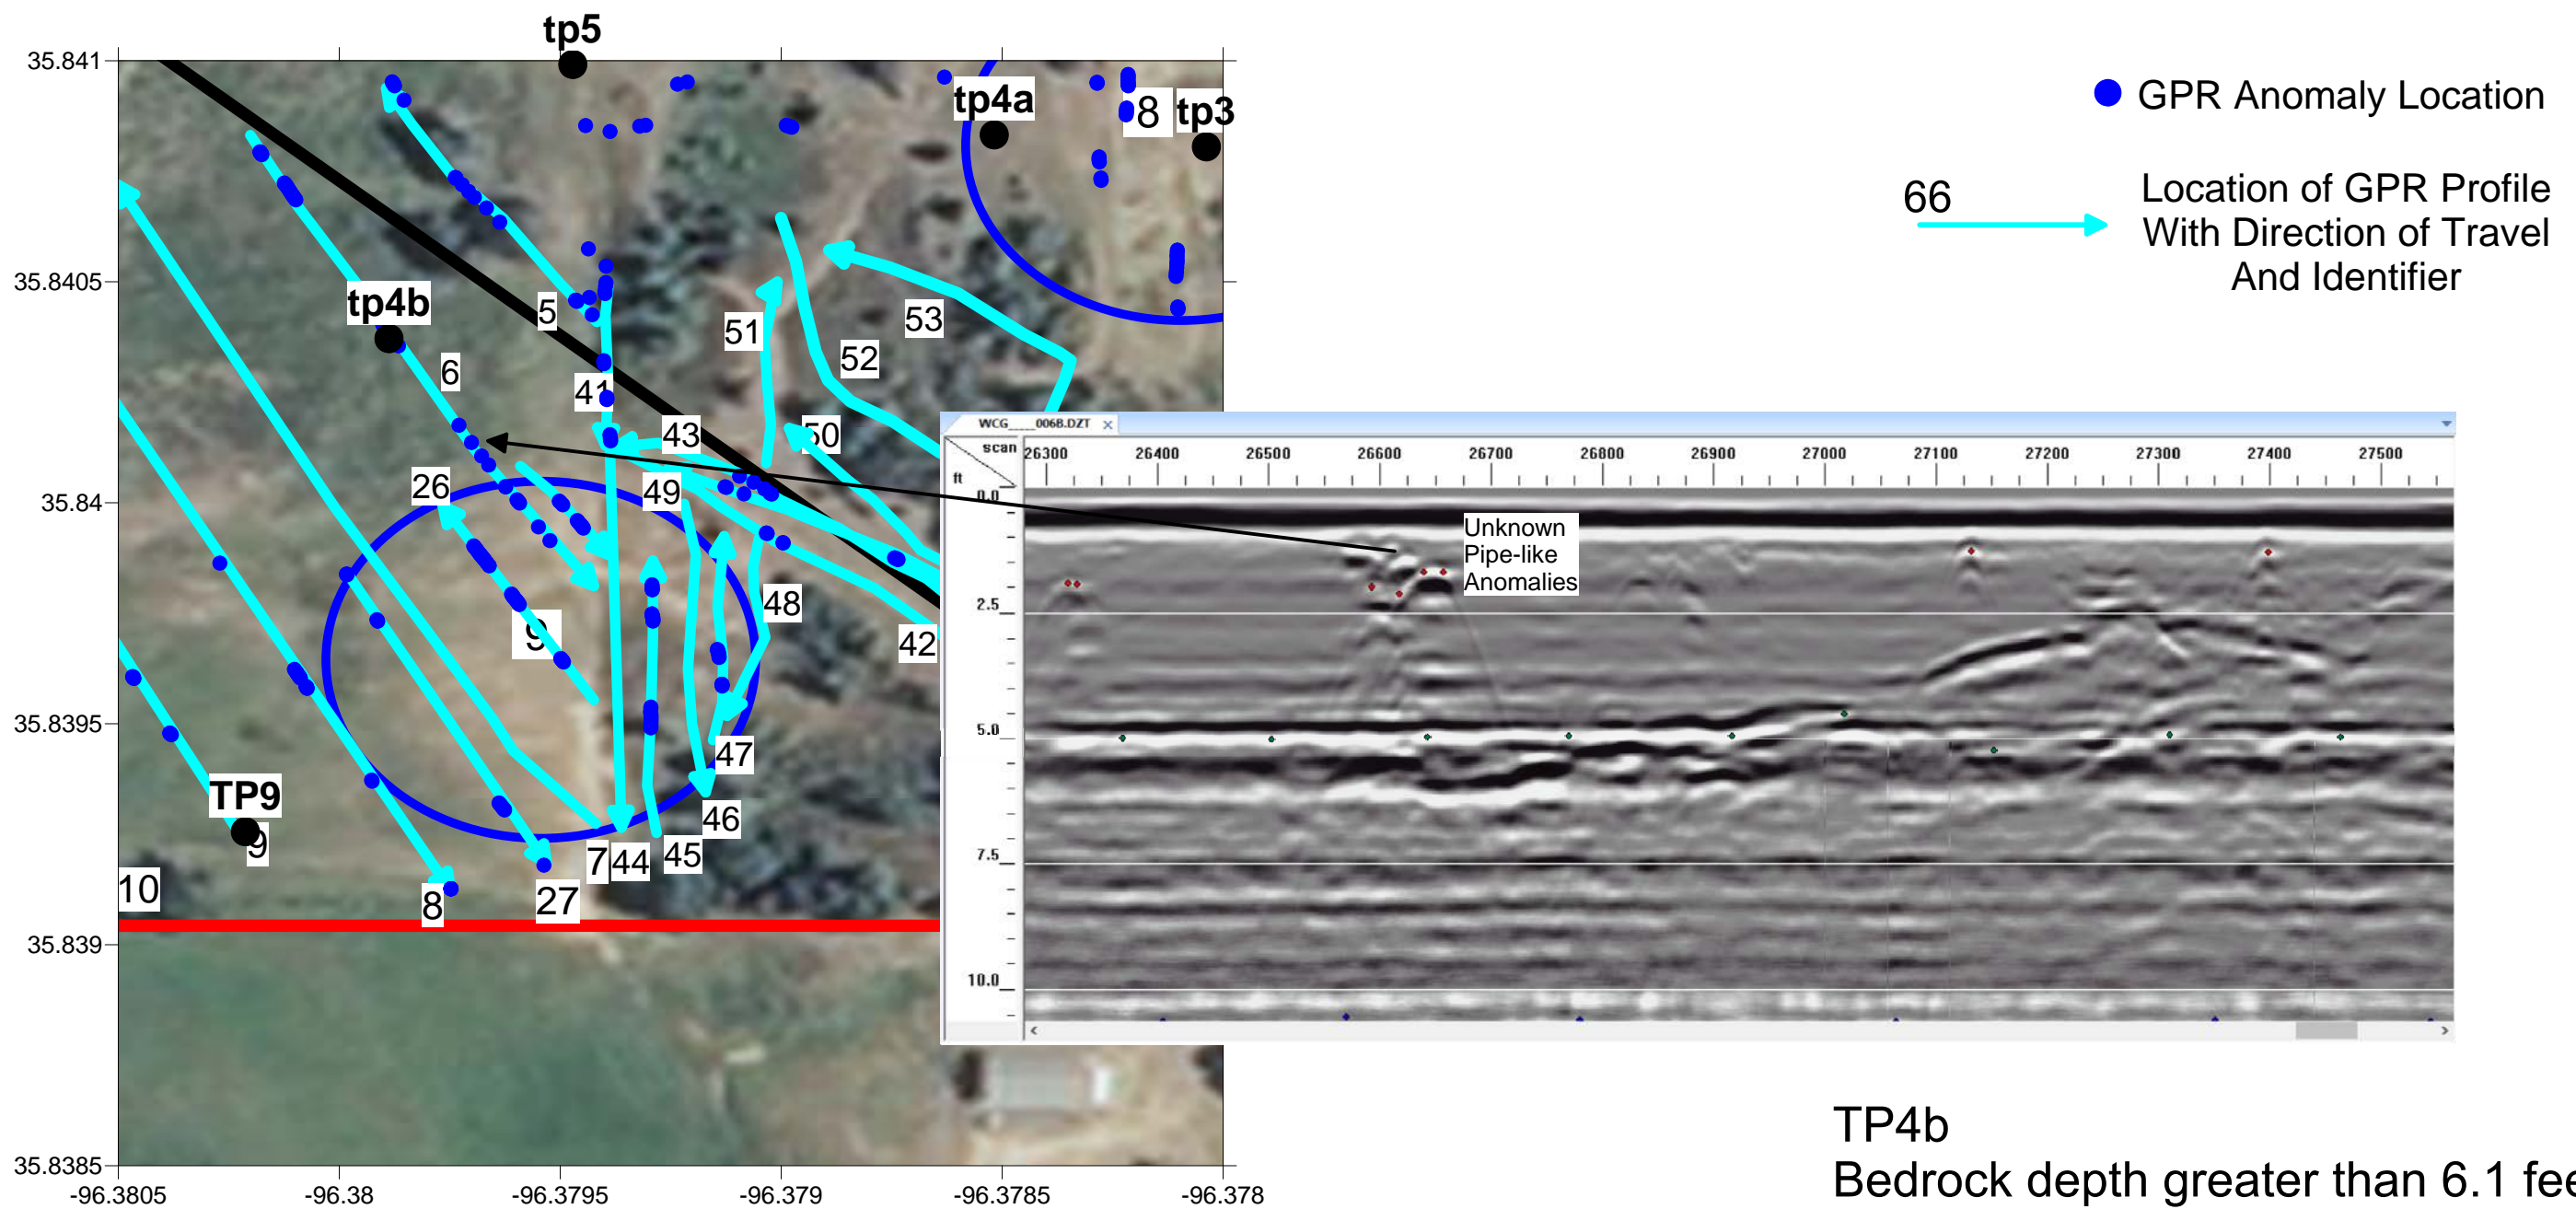 tp5
35.841
tp4a
8
tp3
GPR Anomaly Location
66
Location of GPR Profile
With Direction of Travel
And Identifier
35.8405
tp4b
5
51
53
52
6
41
43
50
WCG____006B.DZT
scan
ft
26300 26400 26500 26600 26700 26800 26900 27000 27100 27200 27300 27400 27500
26
49
35.84
0.0
Unknown
Pipe-like
Anomalies
48
2.5
9
42
35.8395
5.0
47
TP9
9
46
7
44
45
7.5
10
8
27
35.839
10.0
TP4b
Bedrock depth greater than 6.1 fee
35.8385
-96.3805 -96.38 -96.3795 -96.379 -96.3785 -96.378